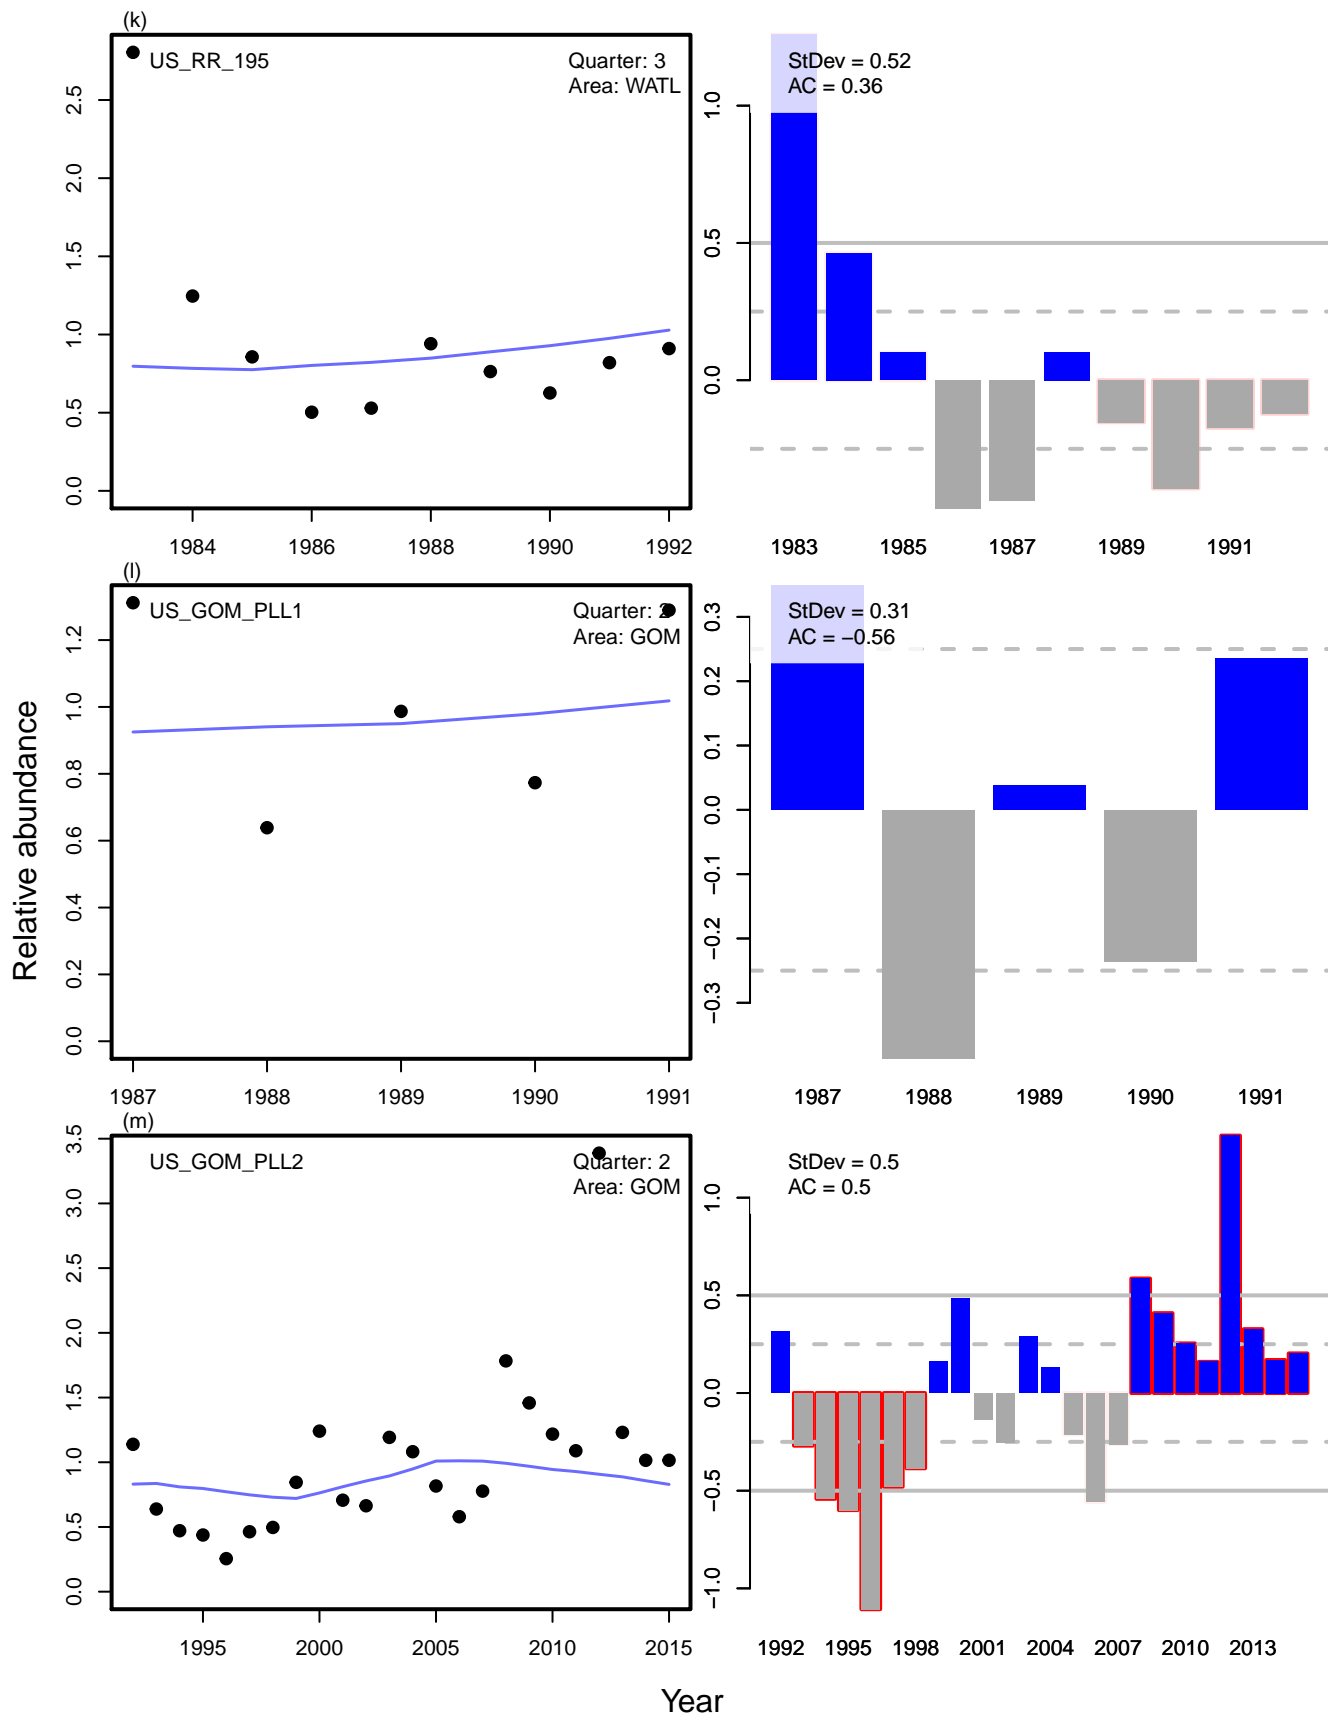 (k)
US_RR_195
Quarter: 3
Area: WATL
0.0 0.5 1.0 1.5 2.0 2.5
1984 1986 1988 1990 1992
StDev = 0.52
AC = 0.36
0.0 0.5 1.0
1983 1985 1987 1989 1991
(l)
US_GOM_PLL1
Quarter: 2
Area: GOM
0.0 0.2 0.4 0.6 0.8 1.0 1.2
1987 1988 1989 1990 1991
StDev = 0.31
AC = −0.56
−0.3 −0.2 −0.1 0.0 0.1 0.2 0.3
1987 1988 1989 1990 1991
Relative abundance
(m)
US_GOM_PLL2
Quarter: 2
Area: GOM
0.0 0.5 1.0 1.5 2.0 2.5 3.0 3.5
1995 2000 2005 2010 2015
StDev = 0.5
AC = 0.5
−1.0 −0.5 0.0 0.5 1.0
1992 1995 1998 2001 2004 2007 2010 2013
Year